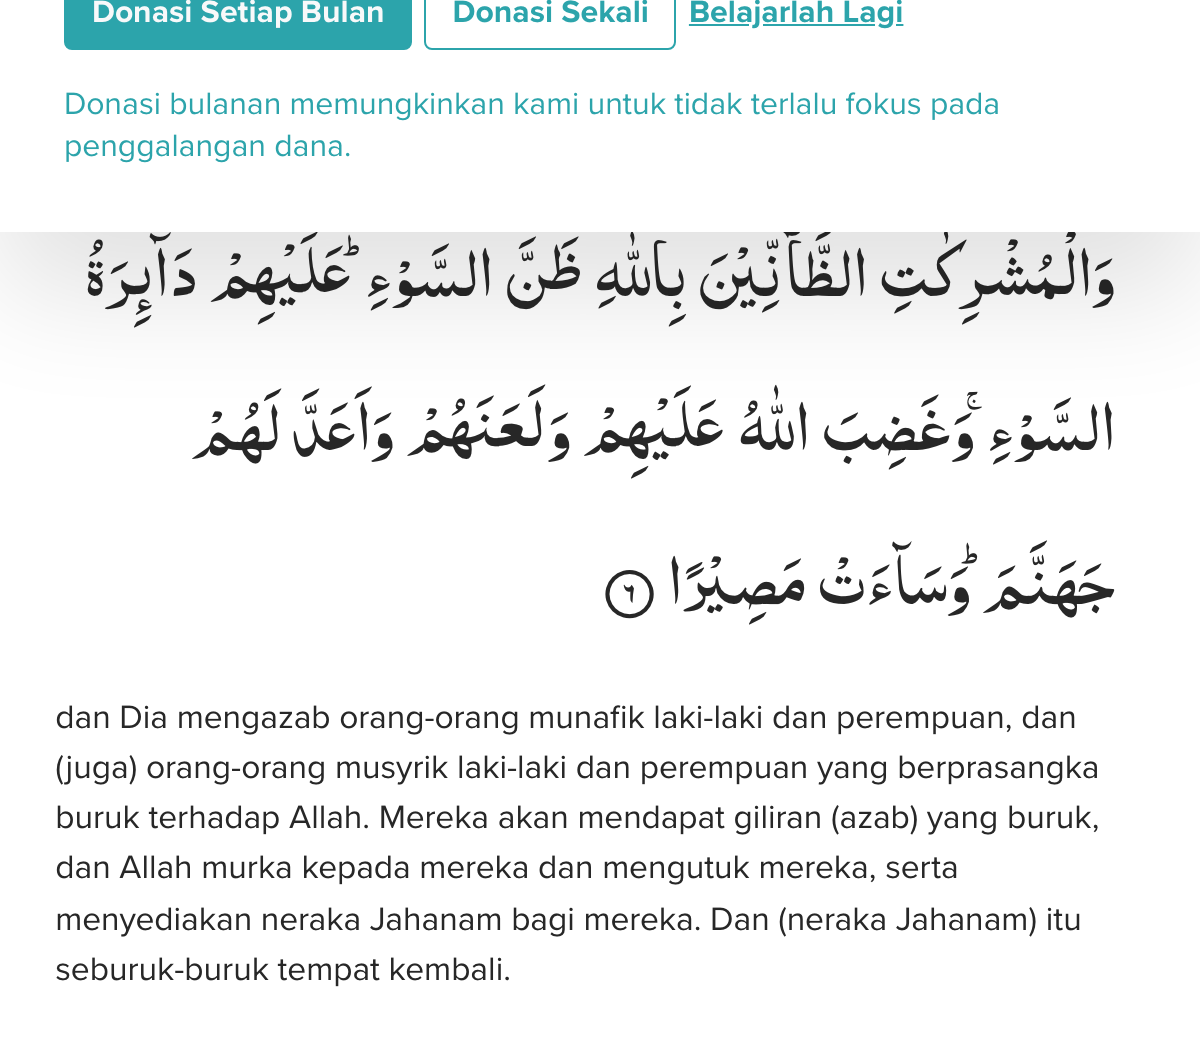 Donasi Setiap Bulan Donasi Sekali Belajarlah Lagi
Donasi bulanan memungkinkan kami untuk tidak terlalu fokus pada
penggalangan dana.
وَالْمُشْرِكٰتِ الظَّاۤنِّيْنَ بِاللّٰهِ ظَنَّ السَّوْءِۗ عَلَيْهِمْ دَاۤىِٕرَةُ
السَّوْءِۚ وَغَضِبَ اللّٰهُ عَلَيْهِمْ وَلَعَنَهُمْ وَاَعَدَّ لَهُمْ
جَهَنَّمَۗ وَسَاۤءَتْ مَصِيْرًا ٦
dan Dia mengazab orang-orang munafik laki-laki dan perempuan, dan
(juga) orang-orang musyrik laki-laki dan perempuan yang berprasangka
buruk terhadap Allah. Mereka akan mendapat giliran (azab) yang buruk,
dan Allah murka kepada mereka dan mengutuk mereka, serta
menyediakan neraka Jahanam bagi mereka. Dan (neraka Jahanam) itu
seburuk-buruk tempat kembali.